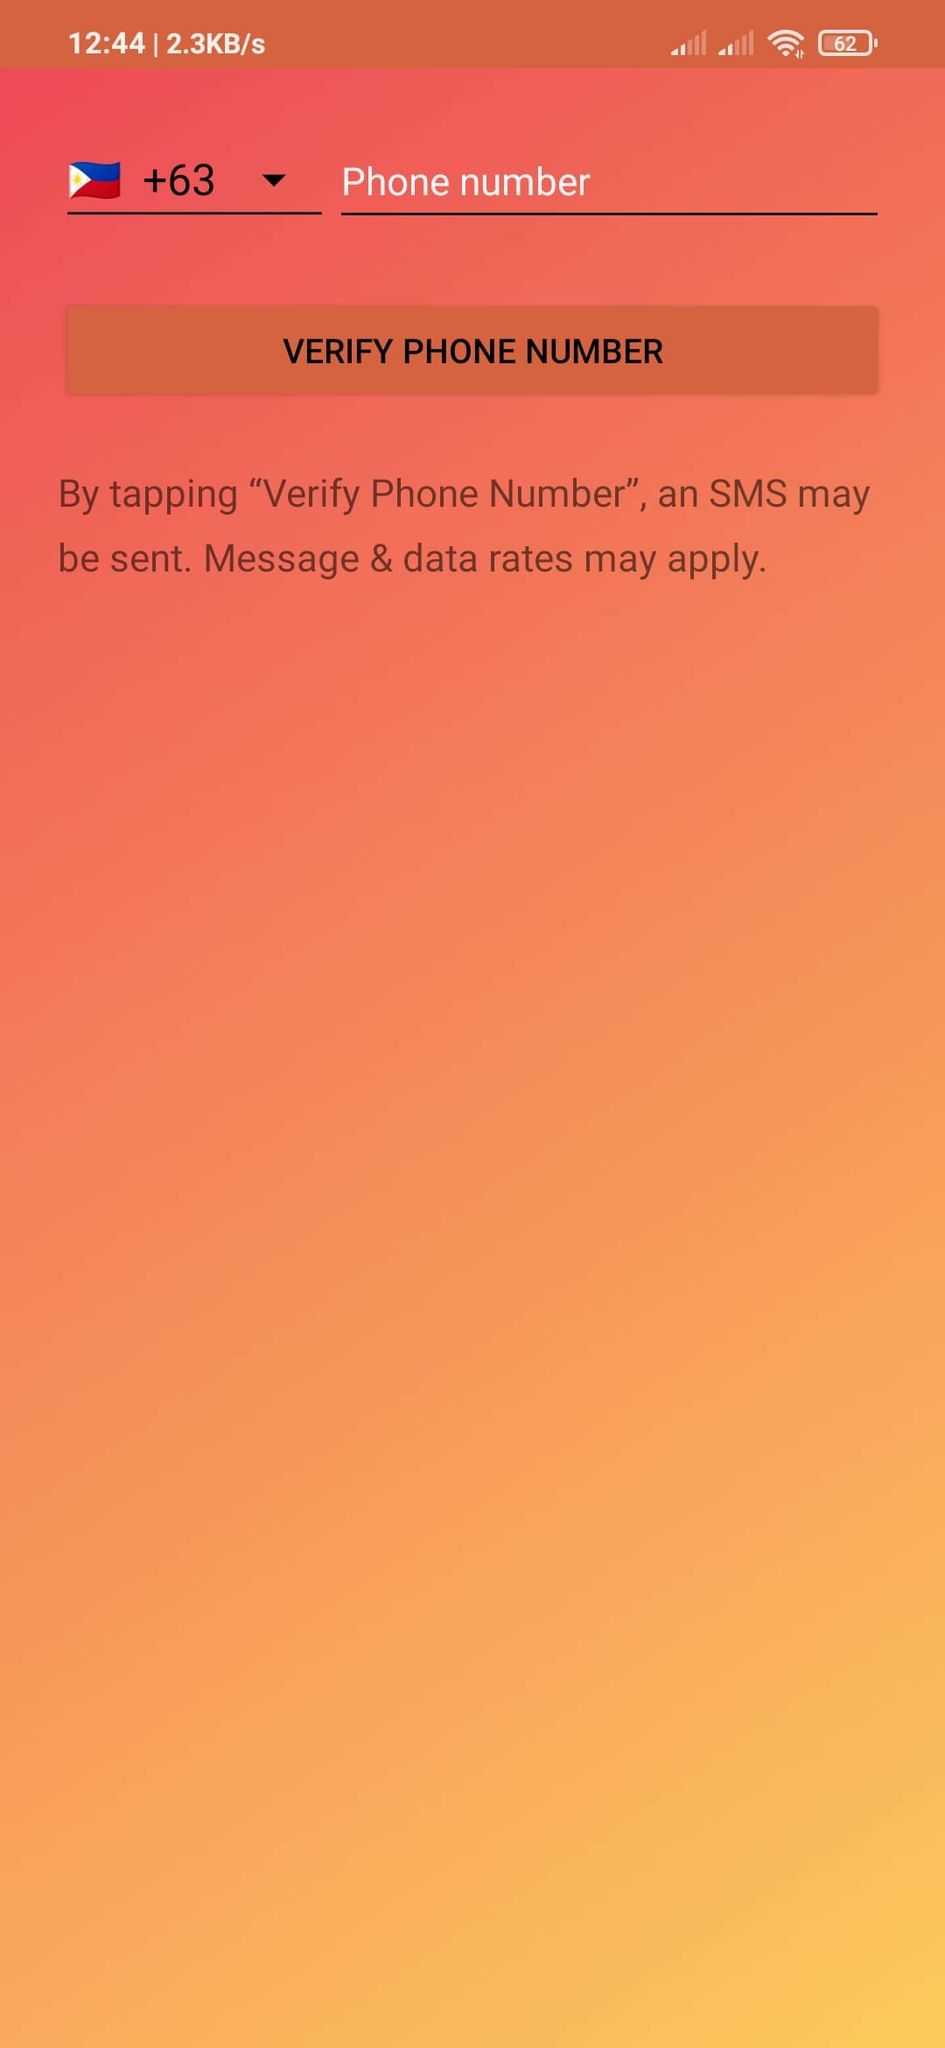 12:44 | 2.3KB/s
62
+63
Phone number
VERIFY PHONE NUMBER
By tapping “Verify Phone Number”, an SMS may
be sent. Message & data rates may apply.